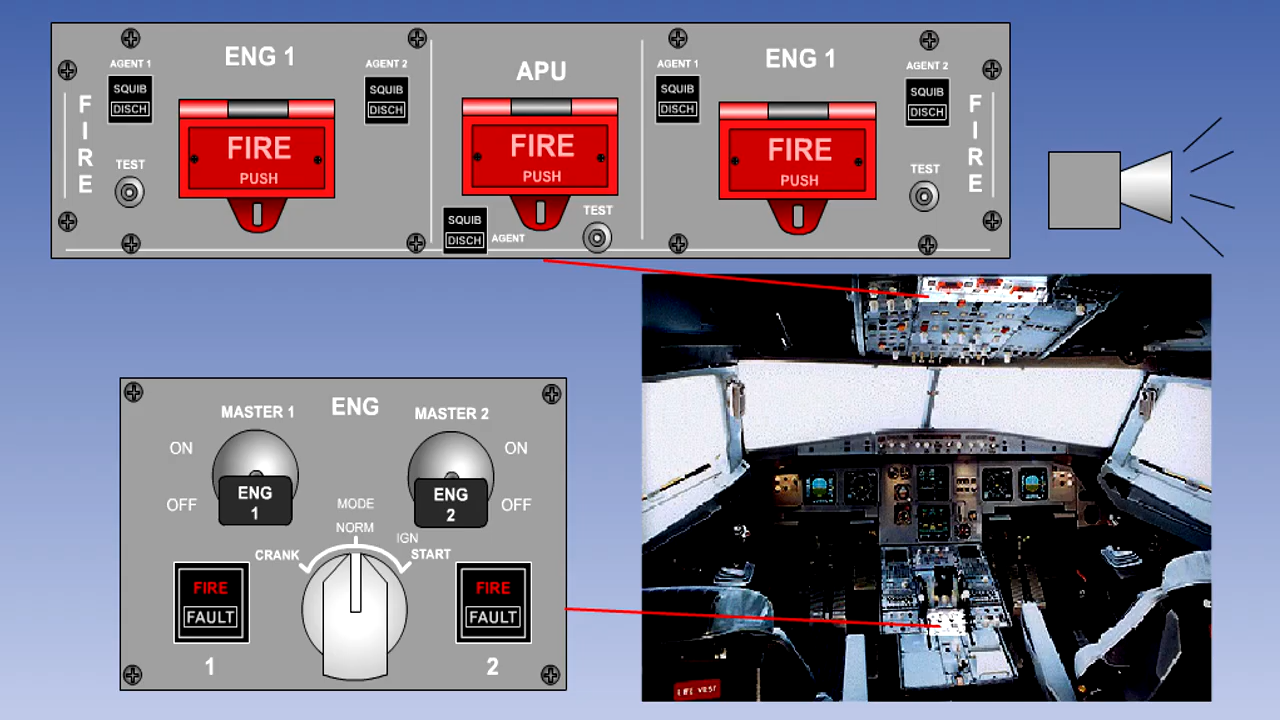 ENG 1
APU
ENG 1
AGENT 1
AGENT 2
AGENT 1
AGENT 2
SQUIB
DISCH
SQUIB
DISCH
SQUIB
DISCH
SQUIB
DISCH
FIRE
FIRE
PUSH
FIRE
PUSH
FIRE
PUSH
FIRE
TEST
TEST
SQUIB
DISCH
AGENT
TEST
ENG
MASTER 1
MASTER 2
ON
OFF
ENG
1
ENG
2
ON
OFF
MODE
NORM
CRANK
IGN
START
FIRE
FAULT
1
FIRE
FAULT
2
LIFE VEST